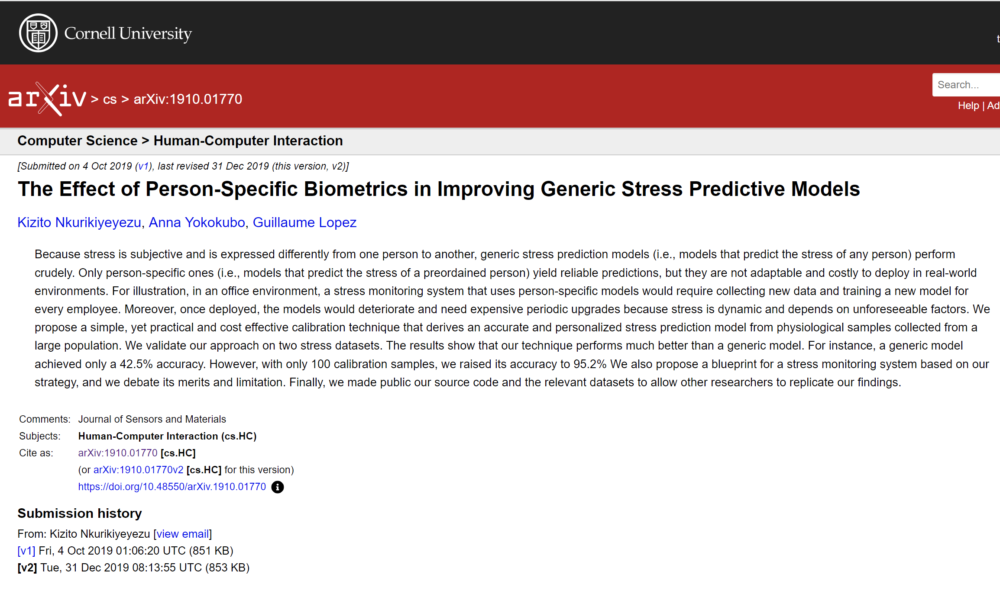 Cornell University
arXiv > cs > arXiv:1910.01770
Search...
Help | Ad
Computer Science > Human-Computer Interaction
[Submitted on 4 Oct 2019 (v1), last revised 31 Dec 2019 (this version, v2)]
The Effect of Person-Specific Biometrics in Improving Generic Stress Predictive Models
Kizito Nkurikiyeyezu, Anna Yokokubo, Guillaume Lopez
Because stress is subjective and is expressed differently from one person to another, generic stress prediction models (i.e., models that predict the stress of any person) perform
crudely. Only person-specific ones (i.e., models that predict the stress of a preordained person) yield reliable predictions, but they are not adaptable and costly to deploy in real-world
environments. For illustration, in an office environment, a stress monitoring system that uses person-specific models would require collecting new data and training a new model for
every employee. Moreover, once deployed, the models would deteriorate and need expensive periodic upgrades because stress is dynamic and depends on unforeseeable factors. We
propose a simple, yet practical and cost effective calibration technique that derives an accurate and personalized stress prediction model from physiological samples collected from a
large population. We validate our approach on two stress datasets. The results show that our technique performs much better than a generic model. For instance, a generic model
achieved only a 42.5% accuracy. However, with only 100 calibration samples, we raised its accuracy to 95.2% We also propose a blueprint for a stress monitoring system based on our
strategy, and we debate its merits and limitation. Finally, we made public our source code and the relevant datasets to allow other researchers to replicate our findings.
Comments: Journal of Sensors and Materials
Subjects: Human-Computer Interaction (cs.HC)
Cite as: arXiv:1910.01770 [cs.HC]
(or arXiv:1910.01770v2 [cs.HC] for this version)
https://doi.org/10.48550/arXiv.1910.01770
Submission history
From: Kizito Nkurikiyeyezu [view email]
[v1] Fri, 4 Oct 2019 01:06:20 UTC (851 KB)
[v2] Tue, 31 Dec 2019 08:13:55 UTC (853 KB)